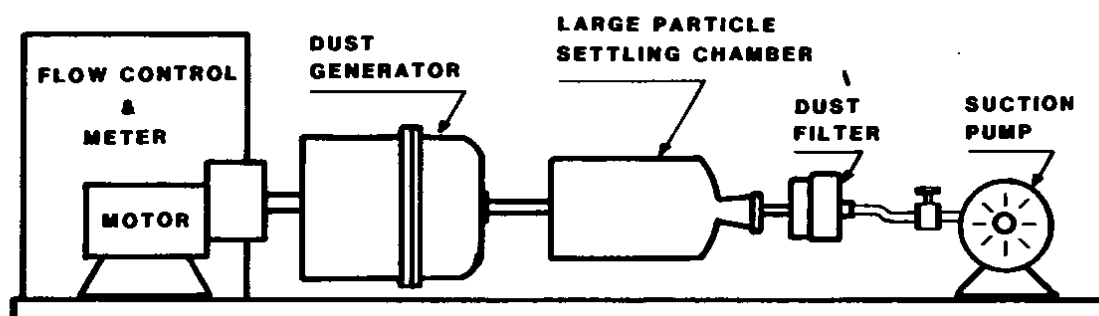 FLOW CONTROL
&
METER
MOTOR
DUST
GENERATOR
LARGE PARTICLE
SETTLING CHAMBER
DUST
FILTER
SUCTION
PUMP